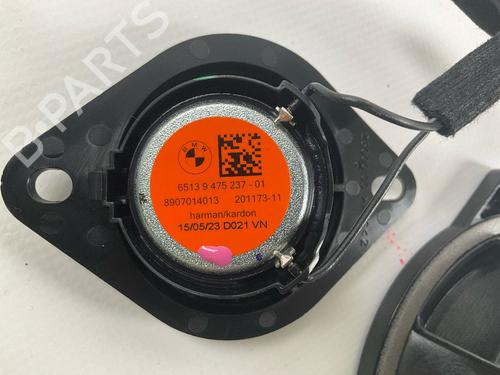 B-PARTS
BMW
6513 9 475 237 - 01
8907014013 201173-11
harman/kardon
15/05/23 D021 VN